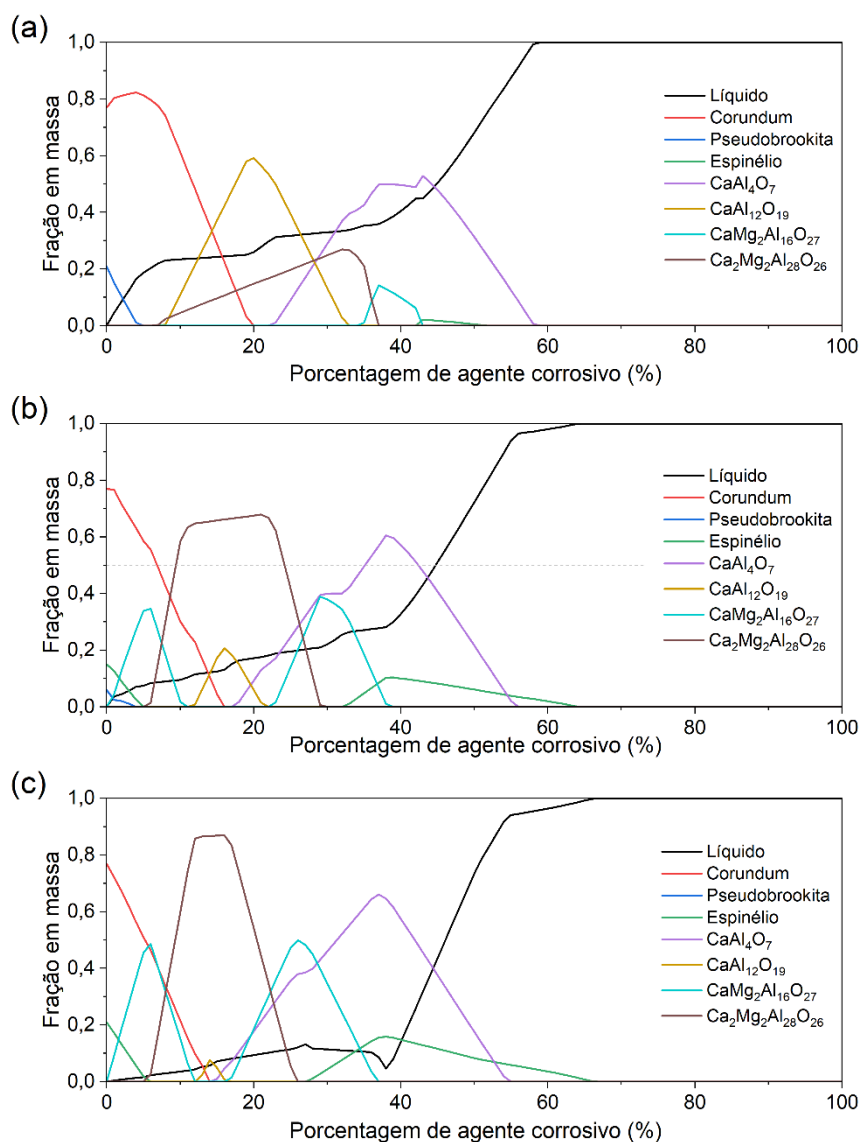 (a)
1,0
0,8
0,6
0,4
0,2
0,0
Fração em massa
Líquido
Corundum
Pseudobrookita
Espinélio
CaAl₄O₇
CaAl₁₂O₁₉
CaMg₂Al₁₆O₂₇
Ca₂Mg₂Al₂₈O₂₆
0 20 40 60 80 100
Porcentagem de agente corrosivo (%)
(b)
1,0
0,8
0,6
0,4
0,2
0,0
Fração em massa
Líquido
Corundum
Pseudobrookita
Espinélio
CaAl₄O₇
CaAl₁₂O₁₉
CaMg₂Al₁₆O₂₇
Ca₂Mg₂Al₂₈O₂₆
0 20 40 60 80 100
Porcentagem de agente corrosivo (%)
(c)
1,0
0,8
0,6
0,4
0,2
0,0
Fração em massa
Líquido
Corundum
Pseudobrookita
Espinélio
CaAl₄O₇
CaAl₁₂O₁₉
CaMg₂Al₁₆O₂₇
Ca₂Mg₂Al₂₈O₂₆
0 20 40 60 80 100
Porcentagem de agente corrosivo (%)